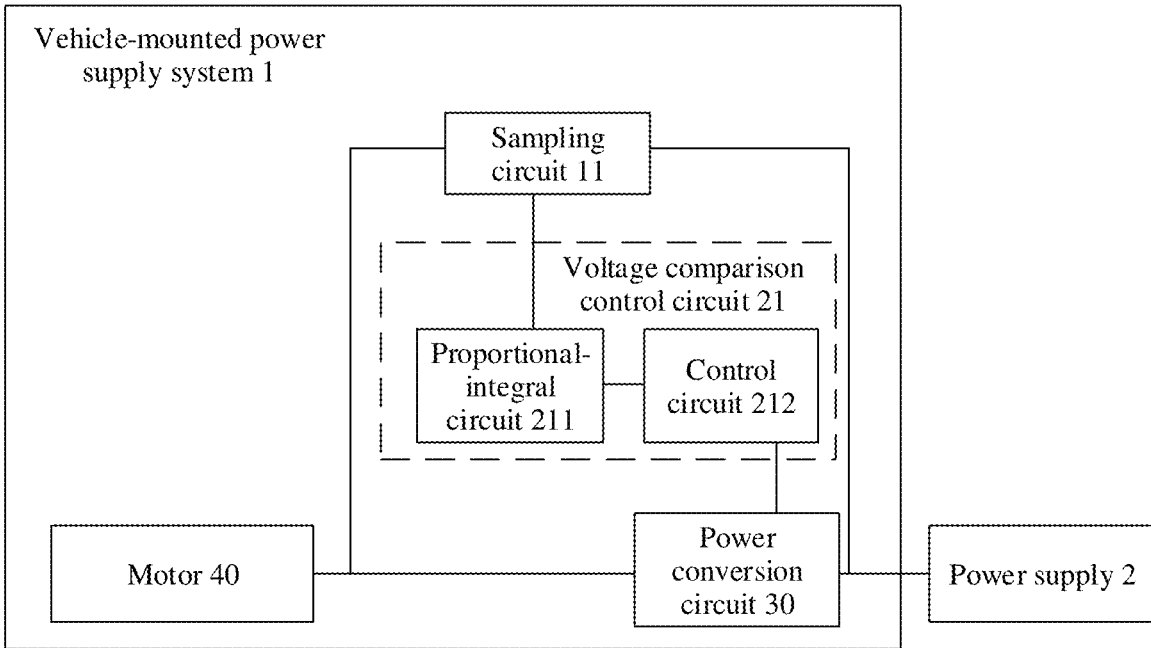 Vehicle-mounted power
supply system 1
Sampling
circuit 11
Voltage comparison
control circuit 21
Proportional-
integral
circuit 211
Control
circuit 212
Motor 40
Power
conversion
circuit 30
Power supply 2